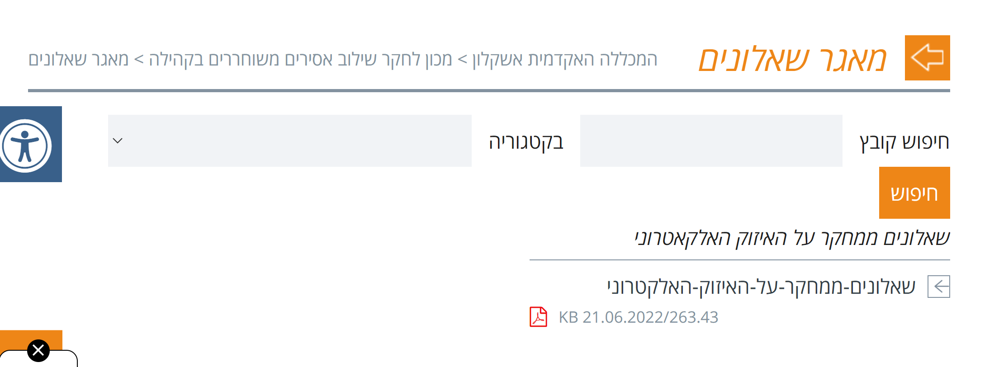 מאגר שאלונים
המכללה האקדמית אשקלון > מכון לחקר שילוב אסירים משוחררים בקהילה > מאגר שאלונים
חיפוש קובץ
בקטגוריה
חיפוש
שאלונים ממחקר על האיזוק האלקאטרוני
שאלונים-ממחקר-על-האיזוק-האלקטרוני
KB 21.06.2022/263.43